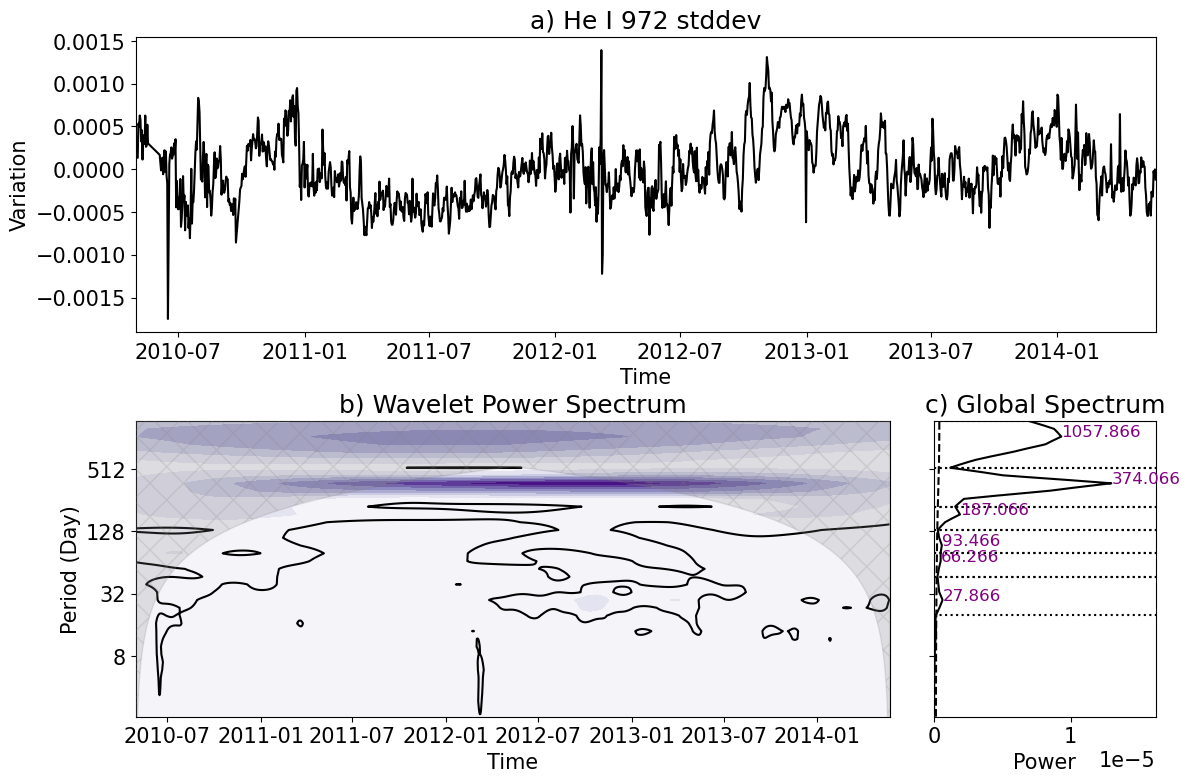 a) He I 972 stddev
0.0015
0.0010
0.0005
0.0000
−0.0005
−0.0010
−0.0015
Variation
2010-07 2011-01 2011-07 2012-01 2012-07 2013-01 2013-07 2014-01
Time
b) Wavelet Power Spectrum
512
128
32
8
Period (Day)
2010-07 2011-01 2011-07 2012-01 2012-07 2013-01 2013-07 2014-01
Time
c) Global Spectrum
1057.866
374.066
187.066
93.466
66.266
27.866
0 1
Power 1e−5